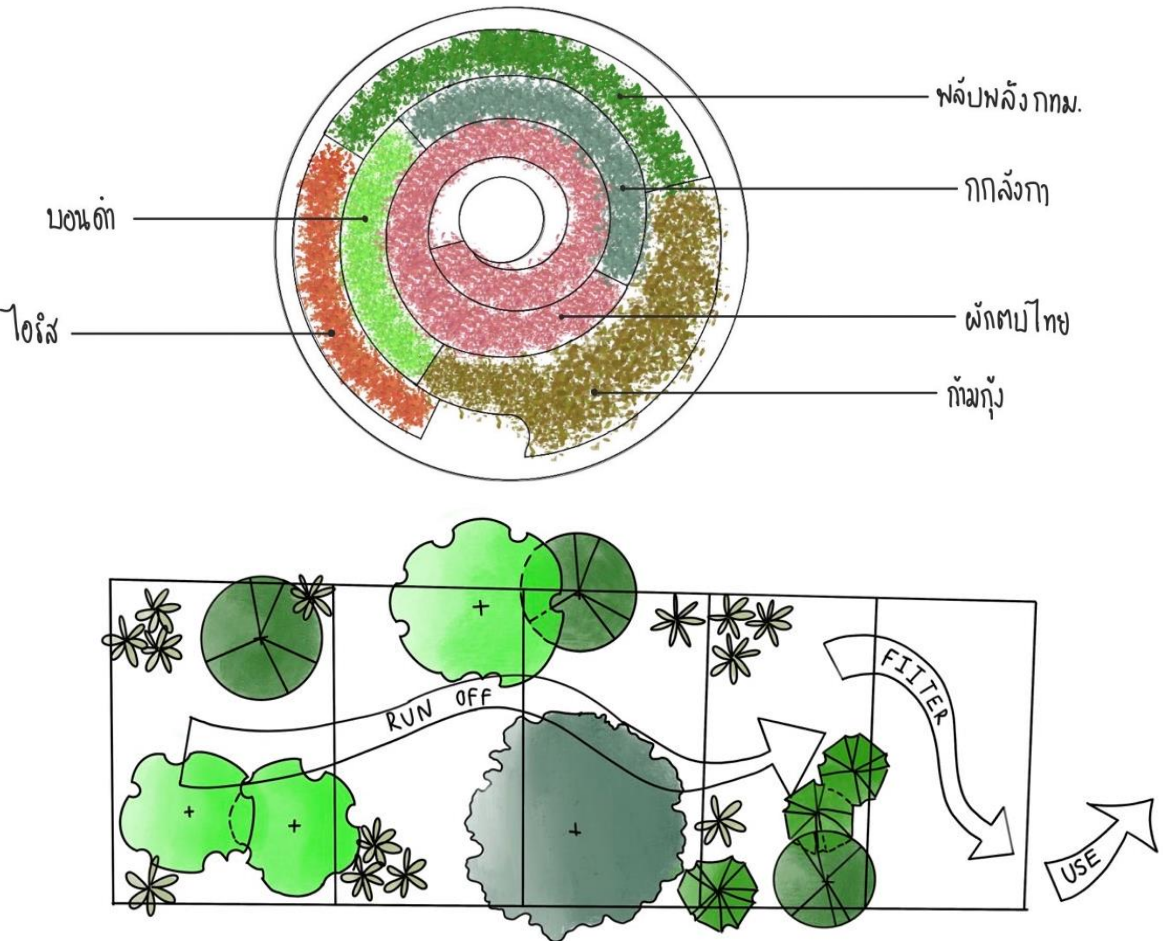 พลับพลึง กทม.
กกลังกา
บอนดำ
ผักตบไทย
ไอริส
ก้ามกุ้ง
RUN OFF
FIITER
USE